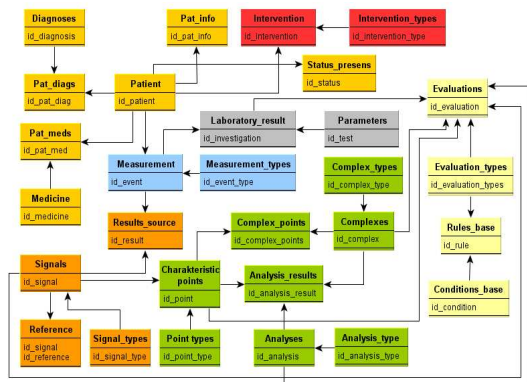 Diagnoses
id_diagnosis
Pat_info
id_pat_info
Intervention
id_intervention
Intervention_types
id_intervention_type
Status_presens
id_status
Pat_diags
id_pat_diag
Patient
id_patient
Evaluations
id_evaluation
Pat_meds
id_pat_med
Laboratory_result
id_investigation
Parameters
id_test
Measurement
id_event
Measurement_types
id_event_type
Complex_types
id_complex_type
Evaluation_types
id_evaluation_types
Medicine
id_medicine
Results_source
id_result
Complex_points
id_complex_points
Complexes
id_complex
Rules_base
id_rule
Signals
id_signal
Charakteristic
points
id_point
Analysis_results
id_analysis_result
Conditions_base
id_condition
Reference
id_signal
id_reference
Signal_types
id_signal_type
Point types
id_point_type
Analyses
id_analysis
Analysis_type
id_analysis_type